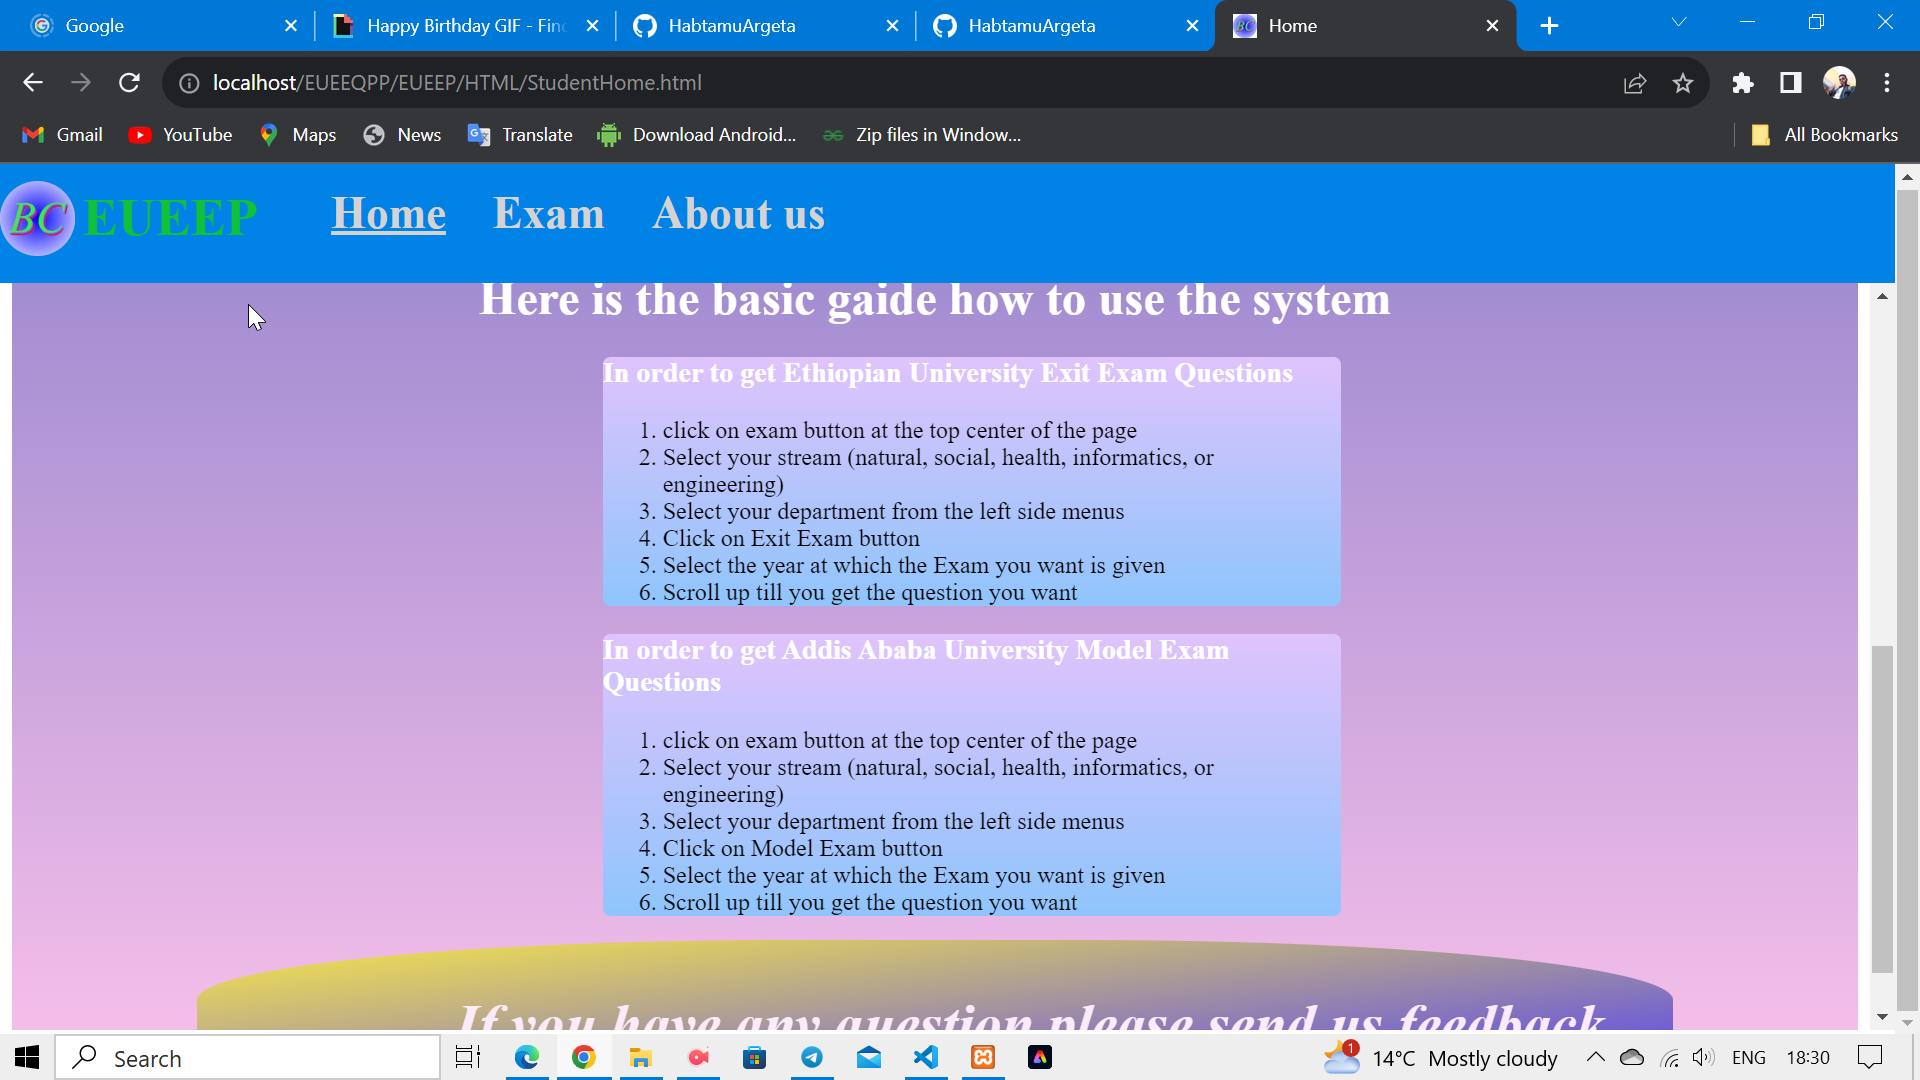 Google
Happy Birthday GIF - Fin
HabtamuArgeta
HabtamuArgeta
BC
Home
localhost/EUEEQPP/EUEEP/HTML/StudentHome.html
Gmail
YouTube
Maps
News
Translate
Download Android...
Zip files in Window...
All Bookmarks
BC
EUEEP
Home
Exam
About us
Here is the basic gaide how to use the system
In order to get Ethiopian University Exit Exam Questions
1. click on exam button at the top center of the page
2. Select your stream (natural, social, health, informatics, or
engineering)
3. Select your department from the left side menus
4. Click on Exit Exam button
5. Select the year at which the Exam you want is given
6. Scroll up till you get the question you want
In order to get Addis Ababa University Model Exam
Questions
1. click on exam button at the top center of the page
2. Select your stream (natural, social, health, informatics, or
engineering)
3. Select your department from the left side menus
4. Click on Model Exam button
5. Select the year at which the Exam you want is given
6. Scroll up till you get the question you want
If you have any question please send us feedback
Search
1
14°C Mostly cloudy
ENG
18:30